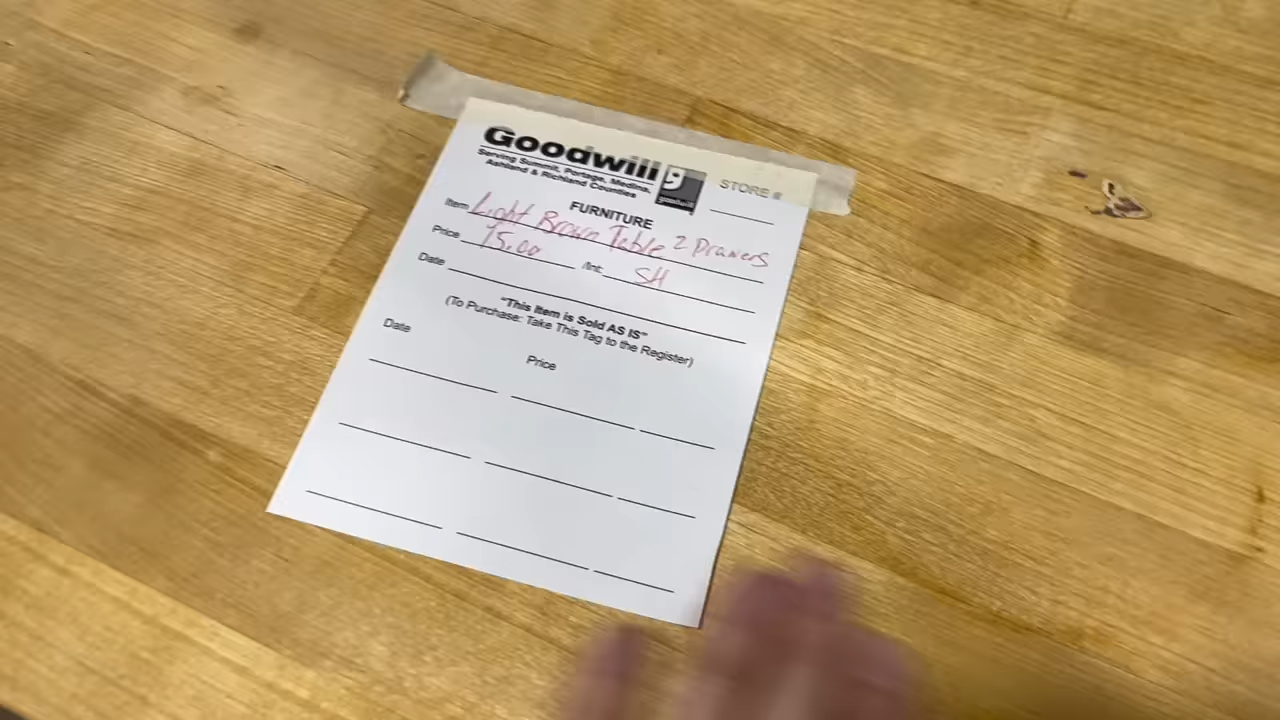 Goodwill
Serving Summit, Portage, Medina,
Ashland & Richland Counties
goodwill
STORE #
FURNITURE
Item Light Brown Table 2 Drawers
Price 15.00 /Int. SH
Date
"This Item is Sold AS IS"
(To Purchase: Take This Tag to the Register)
Date Price